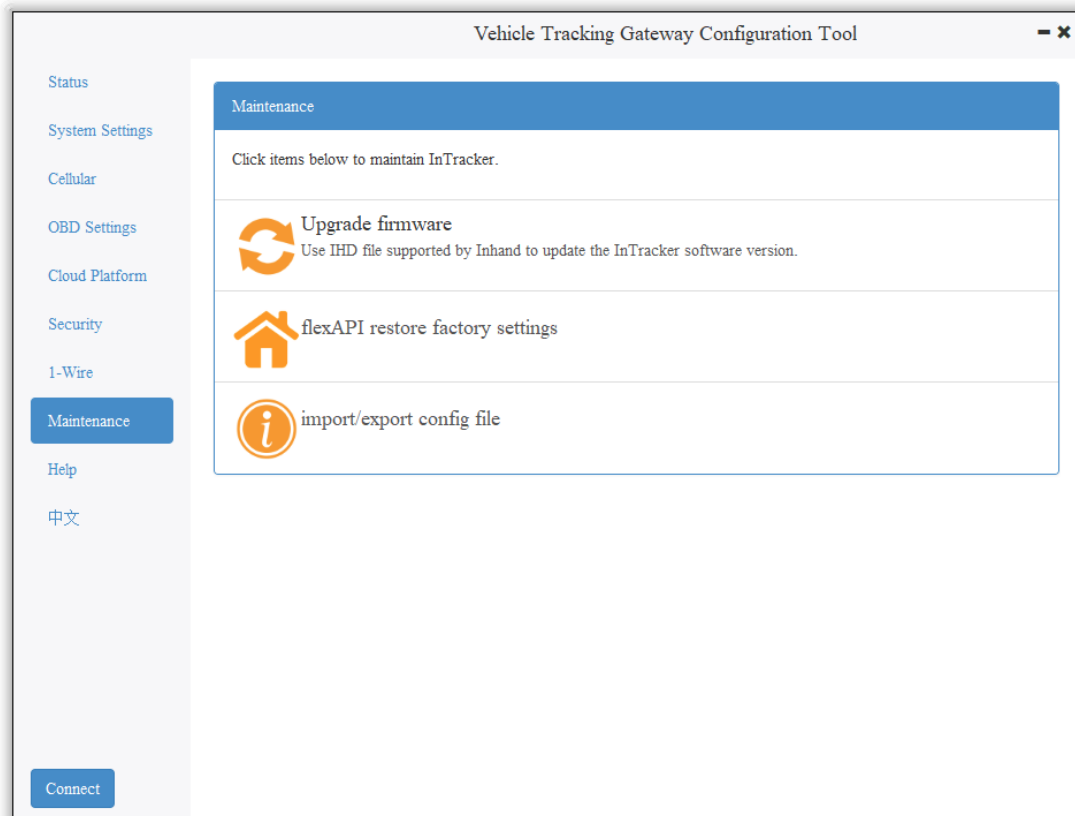 Vehicle Tracking Gateway Configuration Tool
Status
System Settings
Cellular
OBD Settings
Cloud Platform
Security
1-Wire
Maintenance
Help
中文
Connect
Maintenance
Click items below to maintain InTracker.
Upgrade firmware
Use IHD file supported by Inhand to update the InTracker software version.
flexAPI restore factory settings
import/export config file